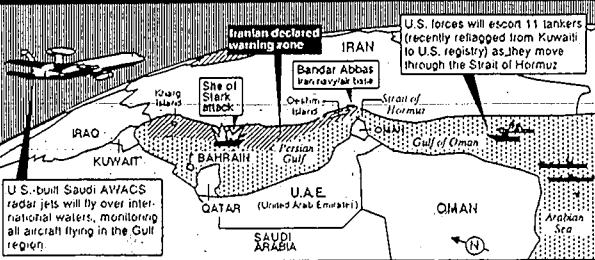 Iranian declared
warning zone
IRAN
U.S. forces will escort 11 tankers
(recently reflagged from Kuwaiti
to U.S. registry) as they move
through the Strait of Hormuz
Bandar Abbas
Iran navy/air base
Kharg
Island
Site of
Stark
attack
Qeshm
Island
Strait of
Hormuz
OMAN
IRAQ
KUWAIT
BAHRAIN
Persian
Gulf
Gulf of Oman
U.S.-built Saudi AWACS
radar jets will fly over inter-
national waters, monitoring
all aircraft flying in the Gulf
region.
QATAR
U.A.E.
(United Arab Emirates)
OMAN
SAUDI
ARABIA
N
Arabian
Sea